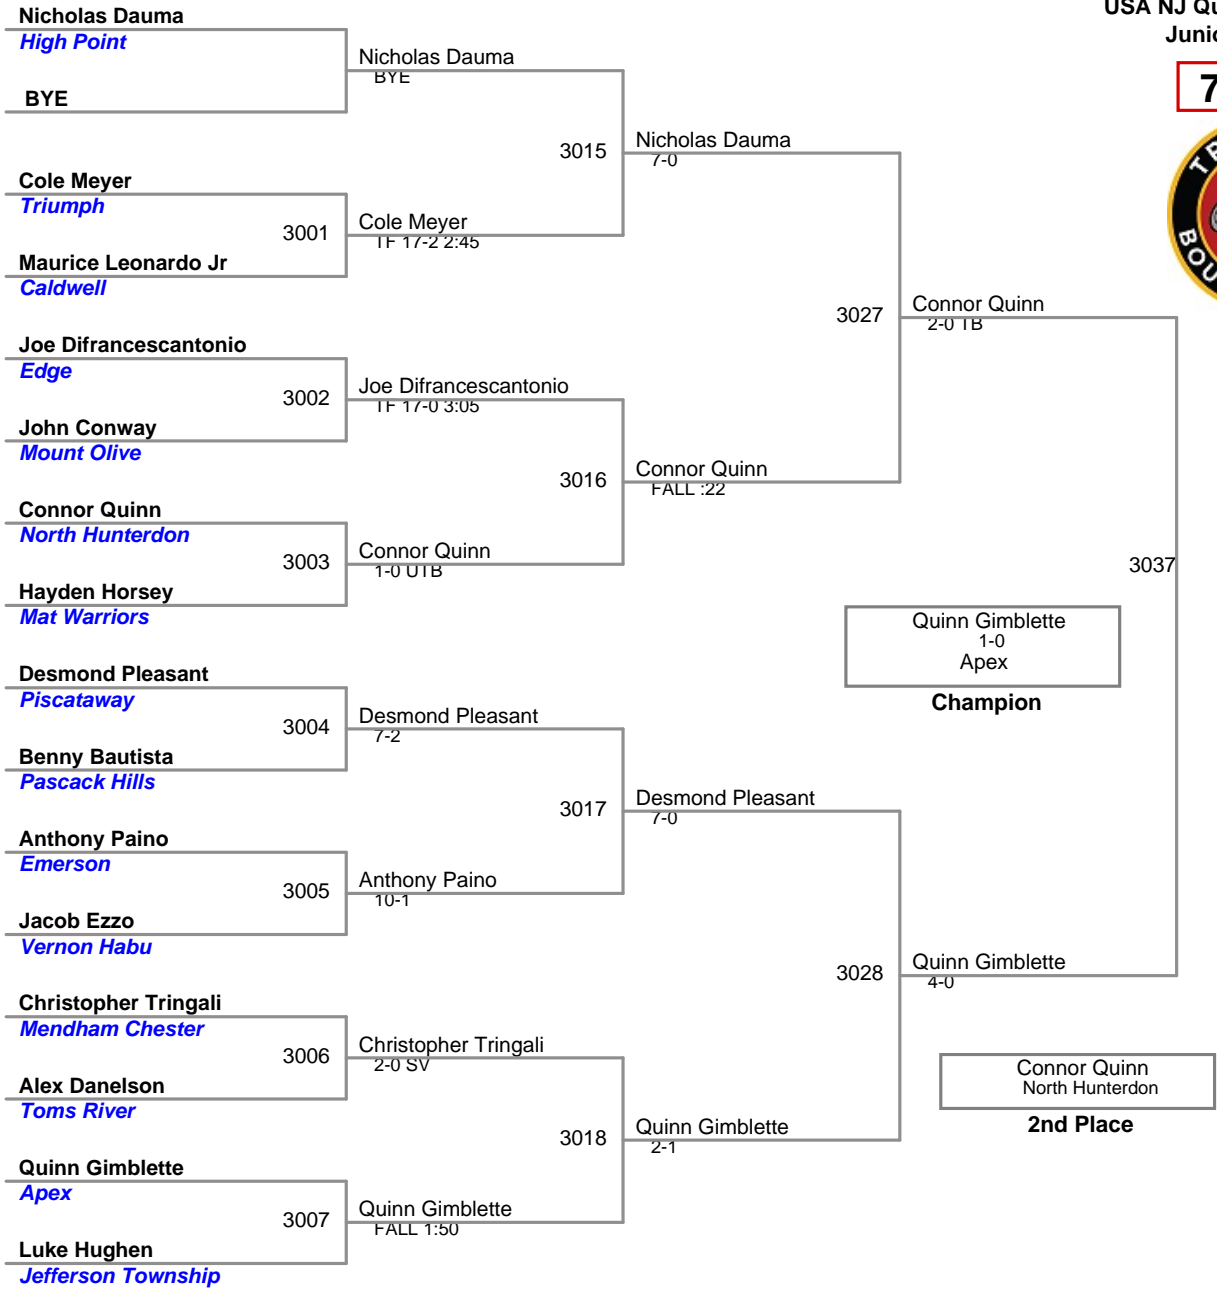 Nicholas Dauma
High Point
BYE
Cole Meyer
Triumph
Maurice Leonardo Jr
Caldwell
Joe Difrancescantonio
Edge
John Conway
Mount Olive
Connor Quinn
North Hunterdon
Hayden Horsey
Mat Warriors
Desmond Pleasant
Piscataway
Benny Bautista
Pascack Hills
Anthony Paino
Emerson
Jacob Ezzo
Vernon Habu
Christopher Tringali
Mendham Chester
Alex Danelson
Toms River
Quinn Gimblette
Apex
Luke Hughen
Jefferson Township
3001
3002
3003
3004
3005
3006
3007
Nicholas Dauma
BYE
Cole Meyer
TF 17-2 2:45
Joe Difrancescantonio
TF 17-0 3:05
Connor Quinn
1-0 UTB
Desmond Pleasant
7-2
Anthony Paino
10-1
Christopher Tringali
2-0 SV
Quinn Gimblette
FALL 1:50
3015
3016
3017
3018
Nicholas Dauma
7-0
Connor Quinn
FALL :22
Desmond Pleasant
7-0
Quinn Gimblette
2-1
3027
3028
Connor Quinn
2-0 TB
Quinn Gimblette
4-0
3037
Quinn Gimblette
1-0
Apex
Champion
Connor Quinn
North Hunterdon
2nd Place
USA NJ
7